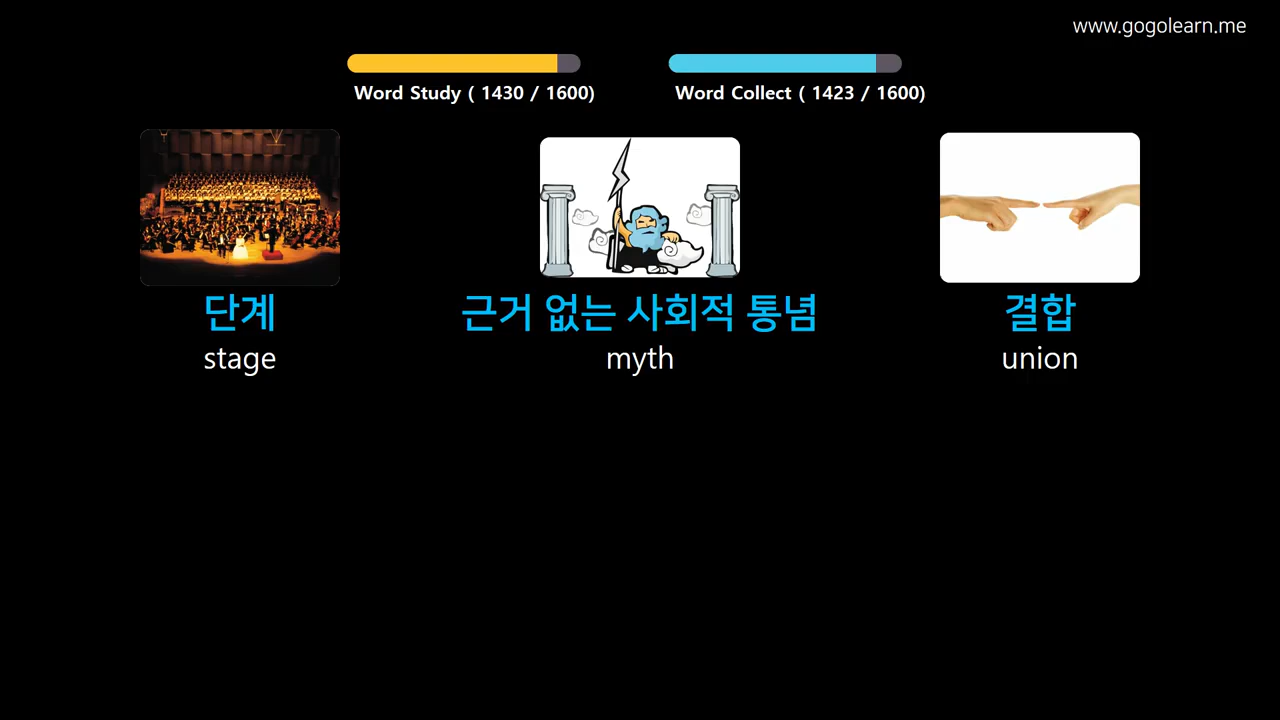 www.gogolearn.me
Word Study ( 1430 / 1600)
Word Collect ( 1423 / 1600)
단계
근거 없는 사회적 통념
결합
stage
myth
union